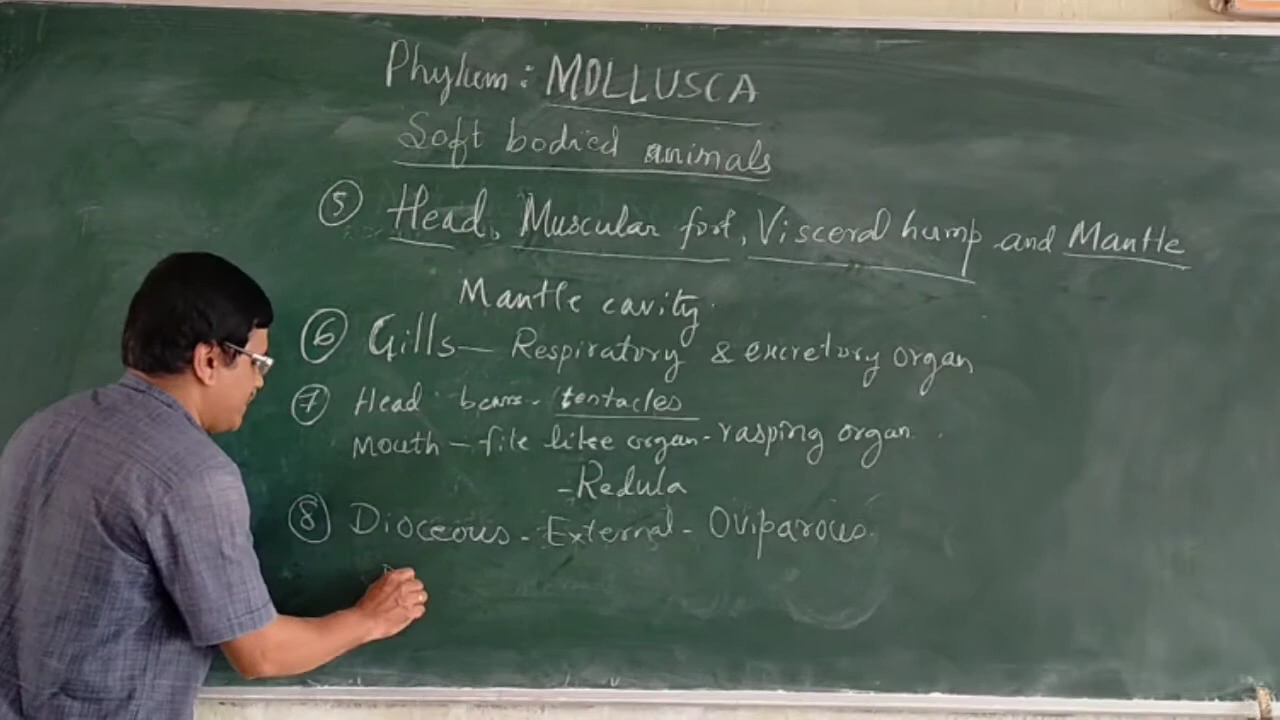 Phylum : MOLLUSCA
Soft bodied animals
5 Head, Muscular foot, Visceral hump and Mantle
Mantle cavity.
6 Gills — Respiratory & excretory organ
7 Head bears - tentacles
Mouth — file like organ - rasping organ.
- Redula
8 Dioceous - External - Oviparous.